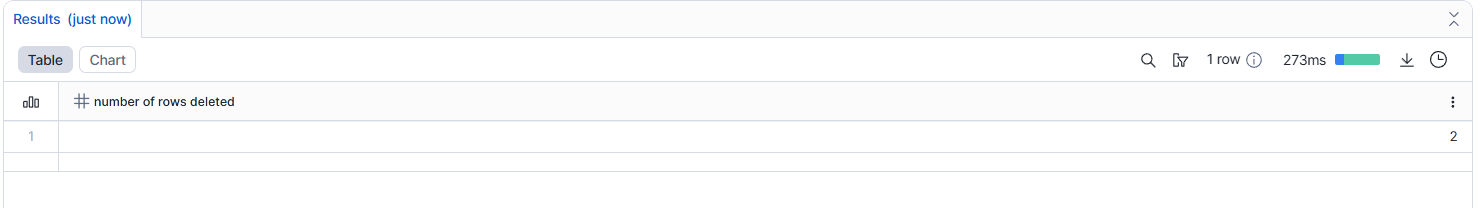 Results (just now)
Table Chart 1 row 273ms
number of rows deleted
1 2